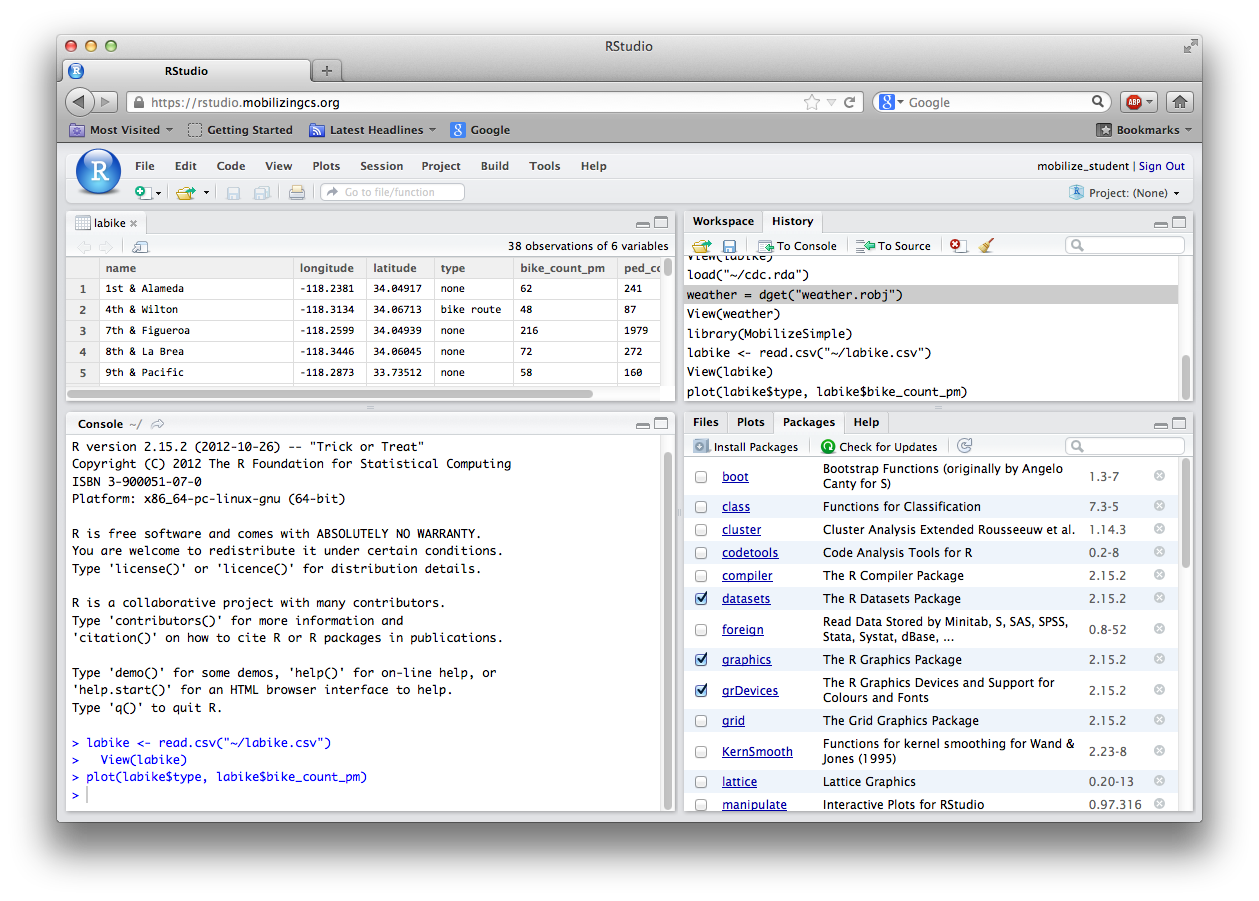 RStudio
RStudio
https://rstudio.mobilizingcs.org
Google
ABP
Most Visited Getting Started Latest Headlines Google Bookmarks
R File Edit Code View Plots Session Project Build Tools Help mobilize_student | Sign Out
Go to file/function Project: (None)
labike
38 observations of 6 variables
name longitude latitude type bike_count_pm ped_cc
1 1st & Alameda -118.2381 34.04917 none 62 241
2 4th & Wilton -118.3134 34.06713 bike route 48 87
3 7th & Figueroa -118.2599 34.04939 none 216 1979
4 8th & La Brea -118.3446 34.06045 none 72 272
5 9th & Pacific -118.2873 33.73512 none 58 160
Workspace History
To Console To Source
View(labike)
load("~/cdc.rda")
weather = dget("weather.robj")
View(weather)
library(MobilizeSimple)
labike <- read.csv("~/labike.csv")
View(labike)
plot(labike$type, labike$bike_count_pm)
Console ~/
R version 2.15.2 (2012-10-26) -- "Trick or Treat"
Copyright (C) 2012 The R Foundation for Statistical Computing
ISBN 3-900051-07-0
Platform: x86_64-pc-linux-gnu (64-bit)
R is free software and comes with ABSOLUTELY NO WARRANTY.
You are welcome to redistribute it under certain conditions.
Type 'license()' or 'licence()' for distribution details.
R is a collaborative project with many contributors.
Type 'contributors()' for more information and
'citation()' on how to cite R or R packages in publications.
Type 'demo()' for some demos, 'help()' for on-line help, or
'help.start()' for an HTML browser interface to help.
Type 'q()' to quit R.
> labike <- read.csv("~/labike.csv")
>   View(labike)
> plot(labike$type, labike$bike_count_pm)
>
Files Plots Packages Help
Install Packages Check for Updates
boot Bootstrap Functions (originally by Angelo 1.3-7
Canty for S)
class Functions for Classification 7.3-5
cluster Cluster Analysis Extended Rousseeuw et al. 1.14.3
codetools Code Analysis Tools for R 0.2-8
compiler The R Compiler Package 2.15.2
datasets The R Datasets Package 2.15.2
foreign Read Data Stored by Minitab, S, SAS, SPSS, 0.8-52
Stata, Systat, dBase, ...
graphics The R Graphics Package 2.15.2
grDevices The R Graphics Devices and Support for 2.15.2
Colours and Fonts
grid The Grid Graphics Package 2.15.2
KernSmooth Functions for kernel smoothing for Wand & 2.23-8
Jones (1995)
lattice Lattice Graphics 0.20-13
manipulate Interactive Plots for RStudio 0.97.316